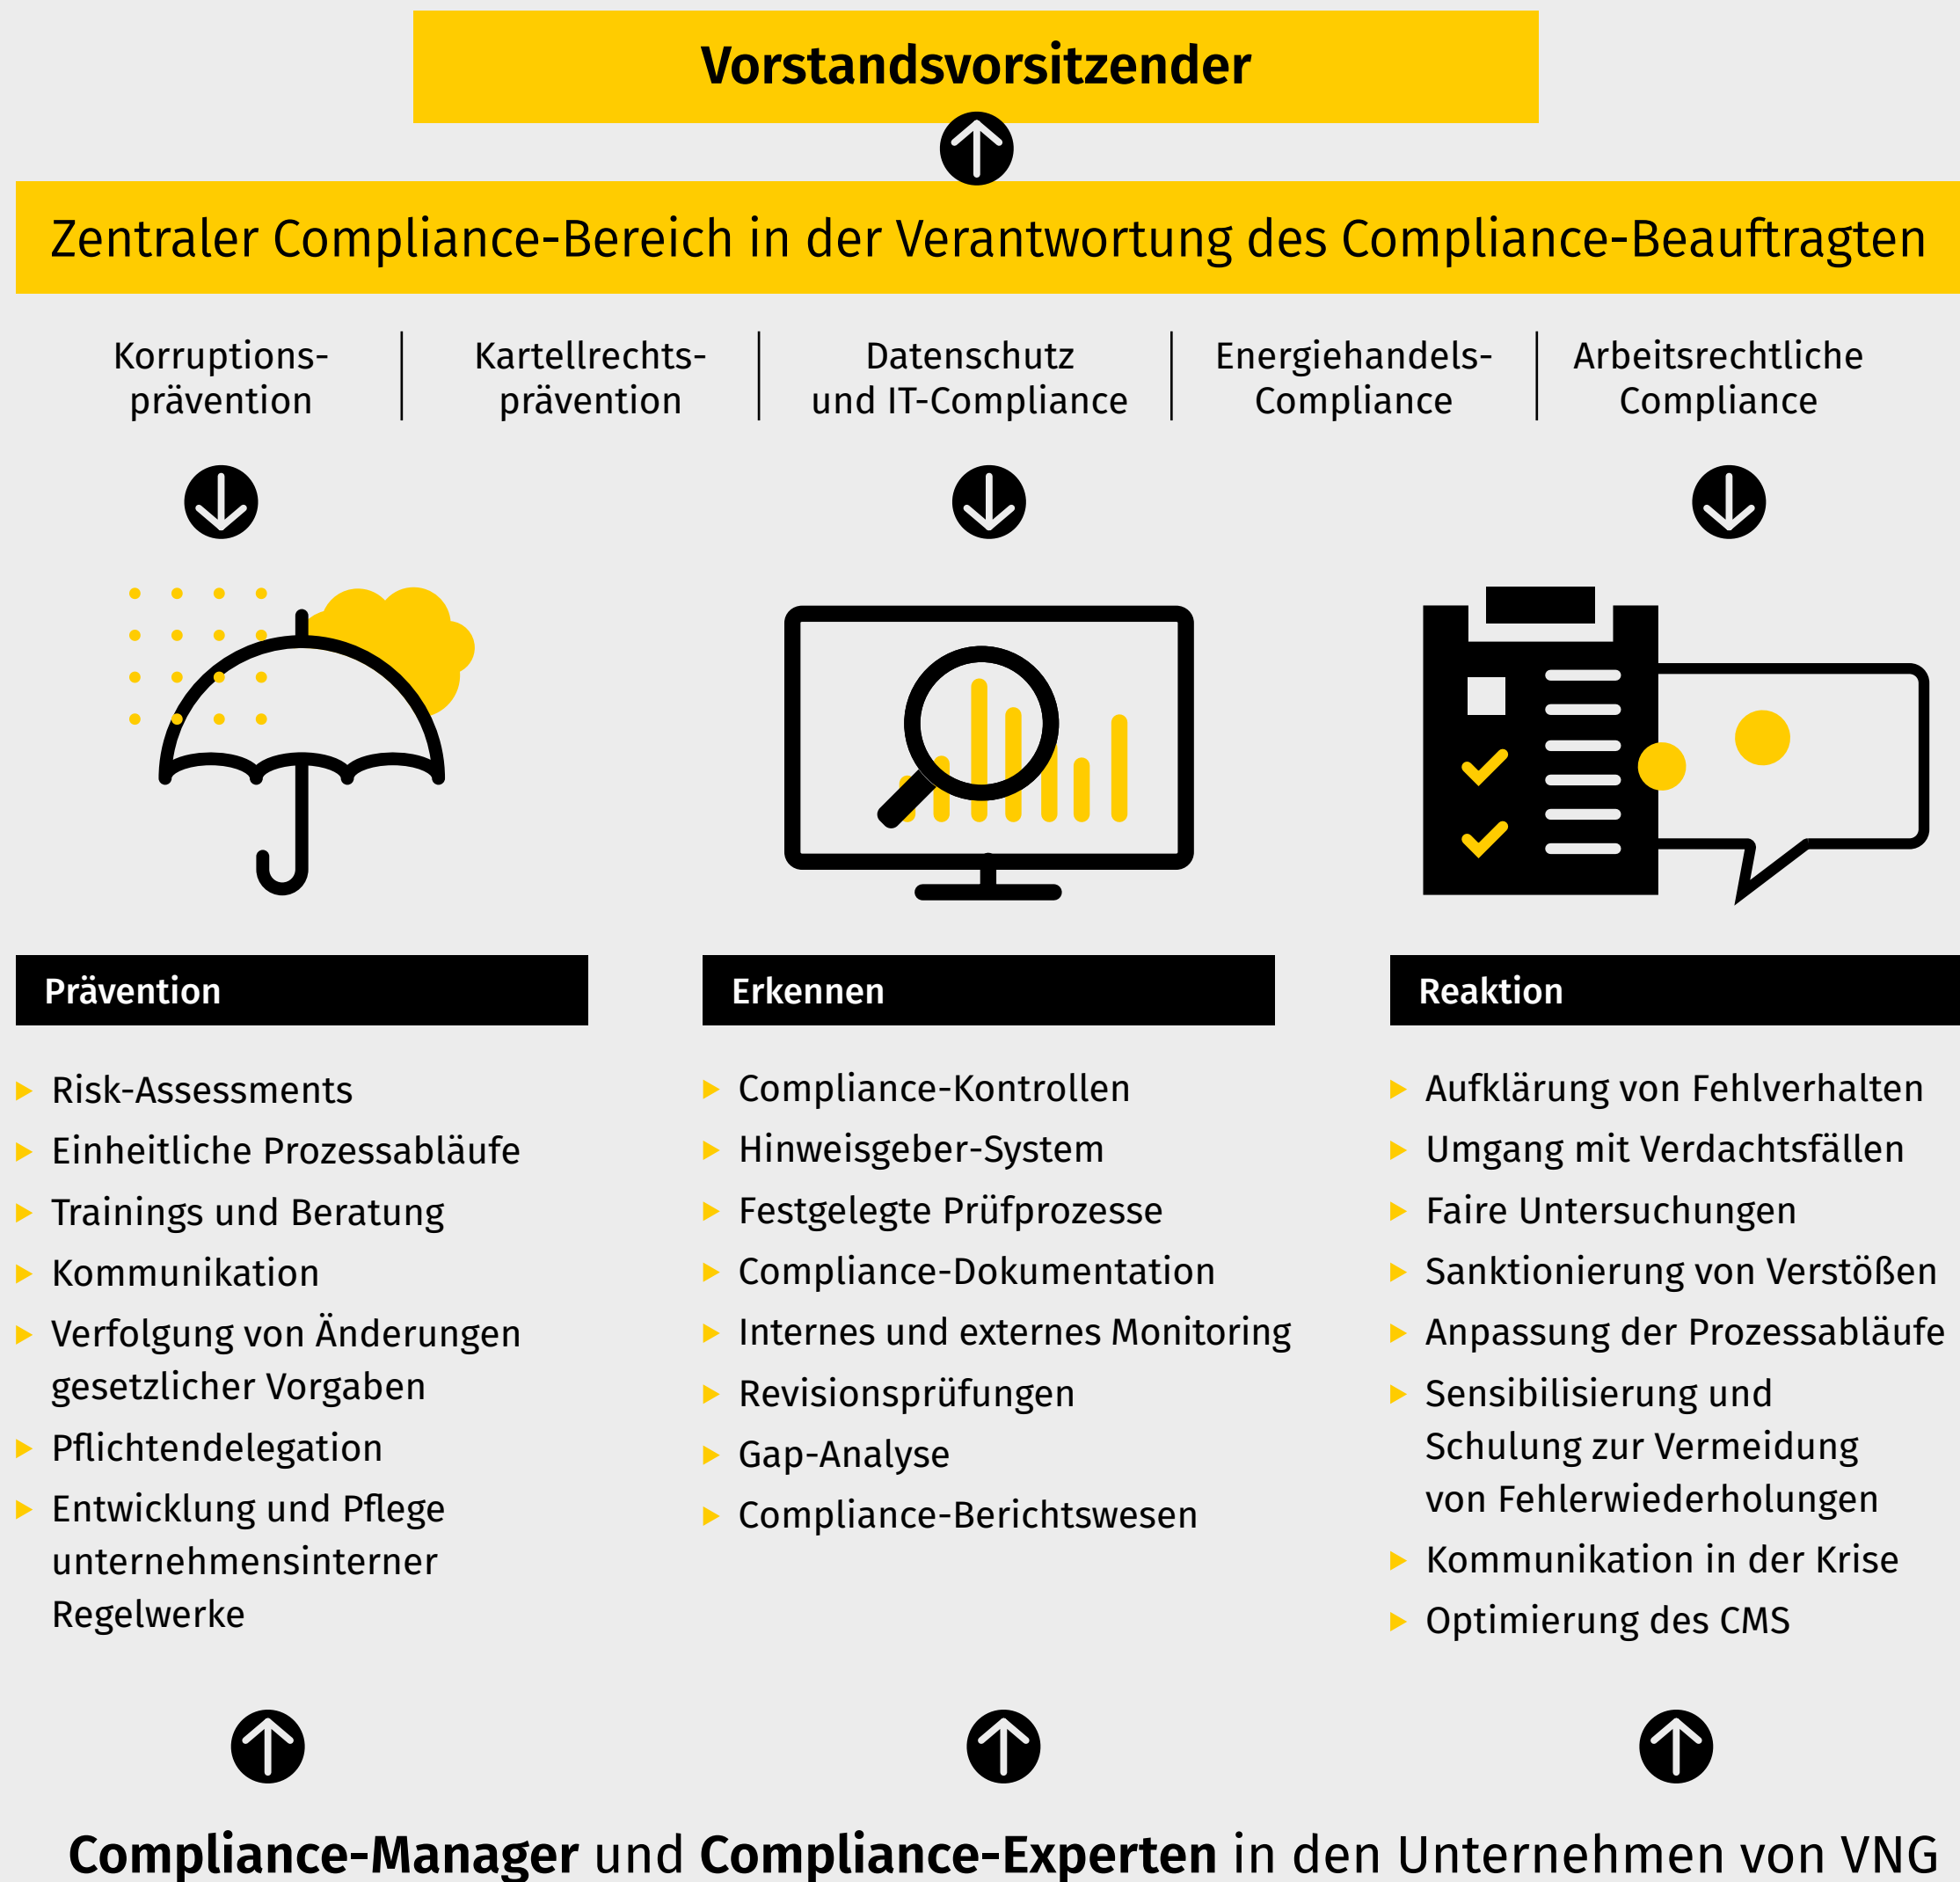 Vorstandsvorsitzender
Zentraler Compliance-Bereich in der Verantwortung des Compliance-Beauftragten
Korruptions-
prävention
Kartellrechts-
prävention
Datenschutz
und IT-Compliance
Energiehandels-
Compliance
Arbeitsrechtliche
Compliance
Prävention
Risk-Assessments
Einheitliche Prozessabläufe
Trainings und Beratung
Kommunikation
Verfolgung von Änderungen
gesetzlicher Vorgaben
Pflichtendelegation
Entwicklung und Pflege
unternehmensinterner
Regelwerke
Erkennen
Compliance-Kontrollen
Hinweisgeber-System
Festgelegte Prüfprozesse
Compliance-Dokumentation
Internes und externes Monitoring
Revisionsprüfungen
Gap-Analyse
Compliance-Berichtswesen
Reaktion
Aufklärung von Fehlverhalten
Umgang mit Verdachtsfällen
Faire Untersuchungen
Sanktionierung von Verstößen
Anpassung der Prozessabläufe
Sensibilisierung und
Schulung zur Vermeidung
von Fehlerwiederholungen
Kommunikation in der Krise
Optimierung des CMS
Compliance-Manager und Compliance-Experten in den Unternehmen von VNG